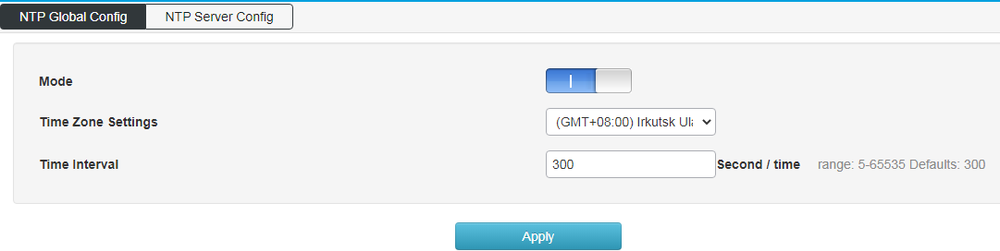 NTP Global Config NTP Server Config
Mode
Time Zone Settings (GMT+08:00) Irkutsk
Time Interval 300 Second / time range: 5-65535 Defaults: 300
Apply